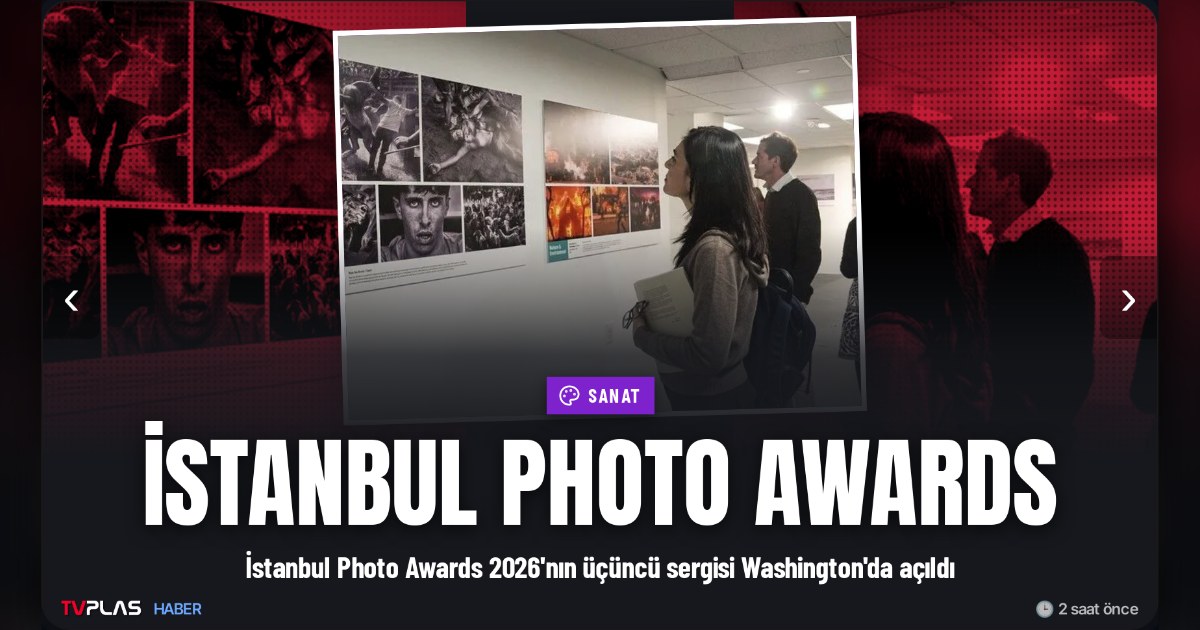 SANAT
İSTANBUL PHOTO AWARDS
İstanbul Photo Awards 2026'nın üçüncü sergisi Washington'da açıldı
TVPLAS HABER
2 saat önce